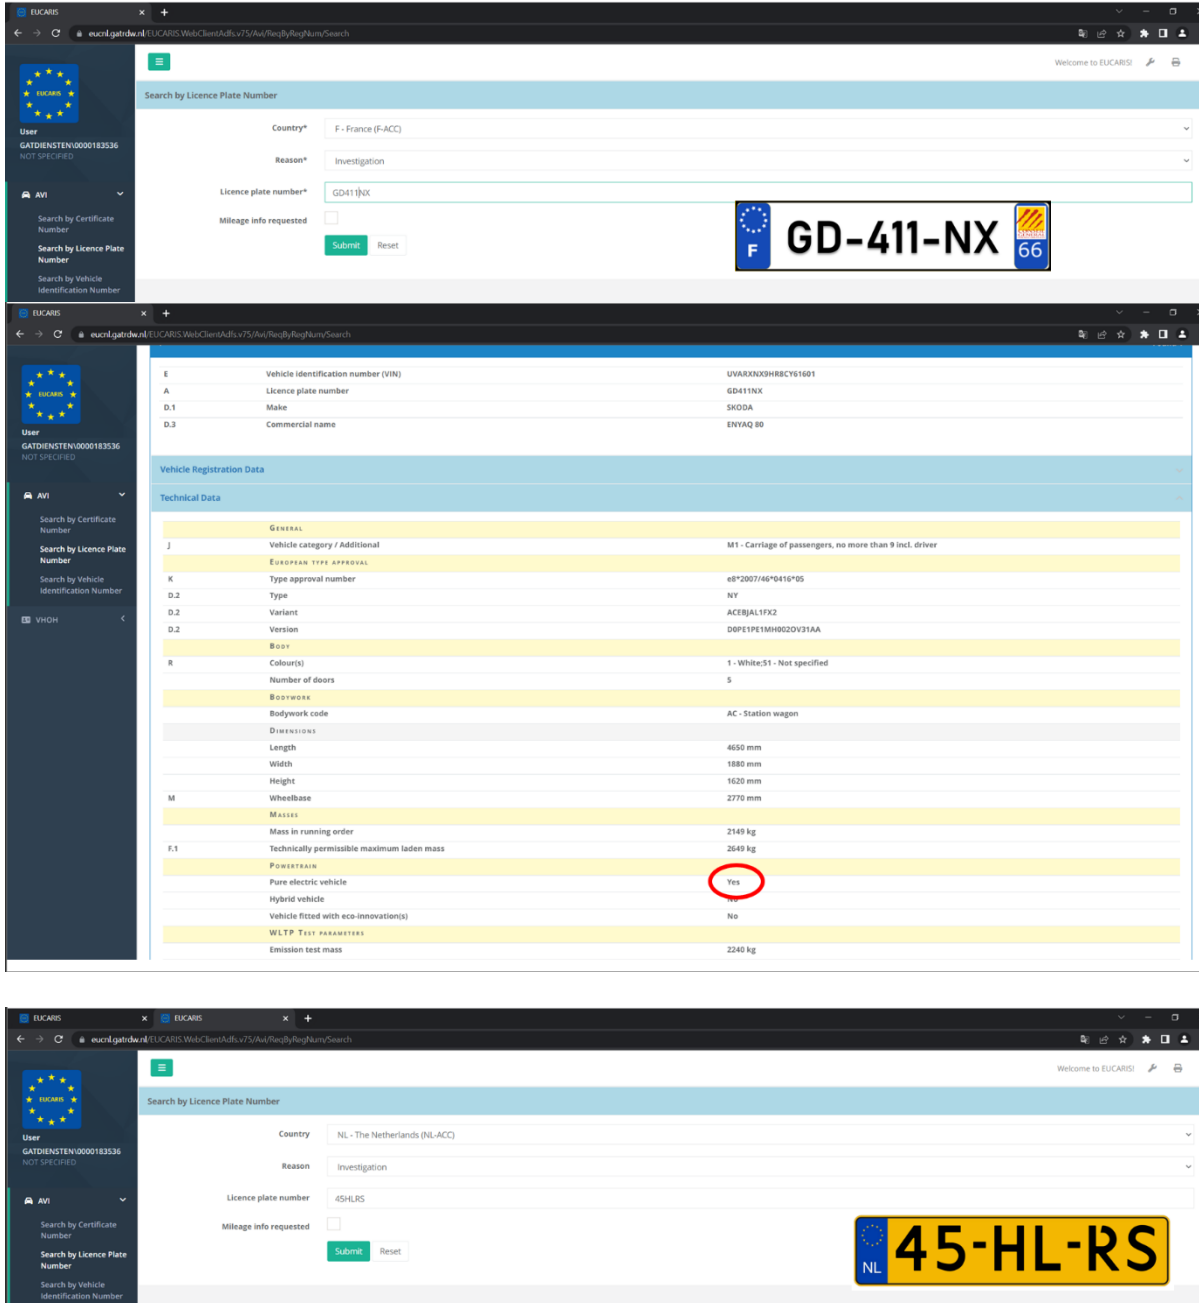 EUCARIS × +
eucnl.gatrdw.nl/EUCARIS.WebClientAdfs.v75/Avi/ReqByRegNum/Search
Welcome to EUCARIS!
EUCARIS
User
GATDIENSTEN\0000183536
NOT SPECIFIED
AVI
Search by Certificate Number
Search by Licence Plate Number
Search by Vehicle Identification Number
Search by Licence Plate Number
Country* F - France (F-ACC)
Reason* Investigation
Licence plate number* GD411NX
Mileage info requested
Submit Reset
F GD-411-NX 66
EUCARIS × +
eucnl.gatrdw.nl/EUCARIS.WebClientAdfs.v75/Avi/ReqByRegNum/Search
EUCARIS
User
GATDIENSTEN\0000183536
NOT SPECIFIED
AVI
Search by Certificate Number
Search by Licence Plate Number
Search by Vehicle Identification Number
VHOH
E Vehicle identification number (VIN) UVARXNX9HR8CY61601
A Licence plate number GD411NX
D.1 Make SKODA
D.3 Commercial name ENYAQ 80
Vehicle Registration Data
Technical Data
GENERAL
J Vehicle category / Additional M1 - Carriage of passengers, no more than 9 incl. driver
EUROPEAN TYPE APPROVAL
K Type approval number e8*2007/46*0416*05
D.2 Type NY
D.2 Variant ACEBJAL1FX2
D.2 Version D0PE1PE1MH002OV31AA
BODY
R Colour(s) 1 - White;51 - Not specified
Number of doors 5
BODYWORK
Bodywork code AC - Station wagon
DIMENSIONS
Length 4650 mm
Width 1880 mm
Height 1620 mm
M Wheelbase 2770 mm
MASSES
Mass in running order 2149 kg
F.1 Technically permissible maximum laden mass 2649 kg
POWERTRAIN
Pure electric vehicle Yes
Hybrid vehicle No
Vehicle fitted with eco-innovation(s) No
WLTP TEST PARAMETERS
Emission test mass 2240 kg
EUCARIS × EUCARIS × +
eucnl.gatrdw.nl/EUCARIS.WebClientAdfs.v75/Avi/ReqByRegNum/Search
Welcome to EUCARIS!
EUCARIS
User
GATDIENSTEN\0000183536
NOT SPECIFIED
AVI
Search by Certificate Number
Search by Licence Plate Number
Search by Vehicle Identification Number
Search by Licence Plate Number
Country NL - The Netherlands (NL-ACC)
Reason Investigation
Licence plate number 45HLRS
Mileage info requested
Submit Reset
NL 45-HL-RS